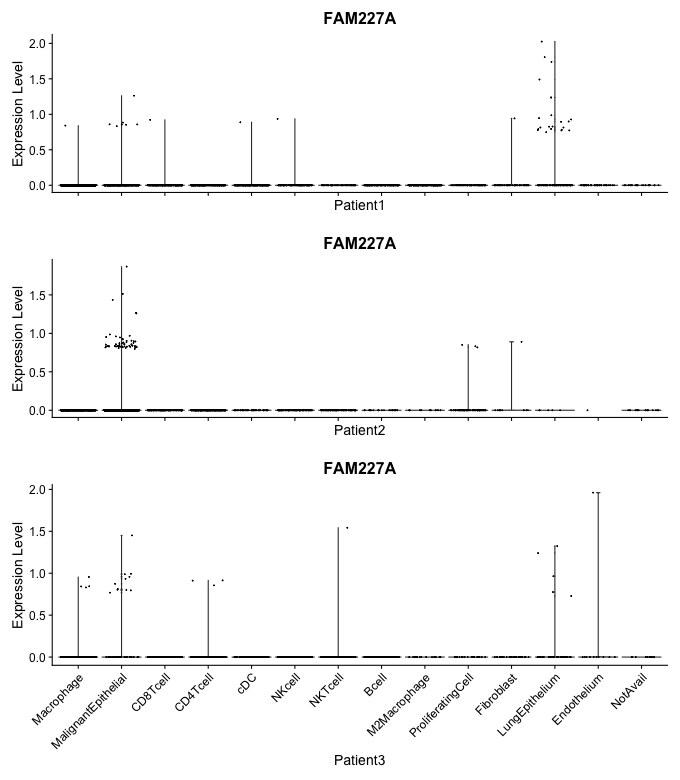 FAM227A
Expression Level
2.0
1.5
1.0
0.5
0.0
Patient1
FAM227A
Expression Level
1.5
1.0
0.5
0.0
Patient2
FAM227A
Expression Level
2.0
1.5
1.0
0.5
0.0
Macrophage
MalignantEpithelial
CD8Tcell
CD4Tcell
cDC
NKcell
NKTcell
Bcell
M2Macrophage
ProliferatingCell
Fibroblast
LungEpithelium
Endothelium
NotAvail
Patient3